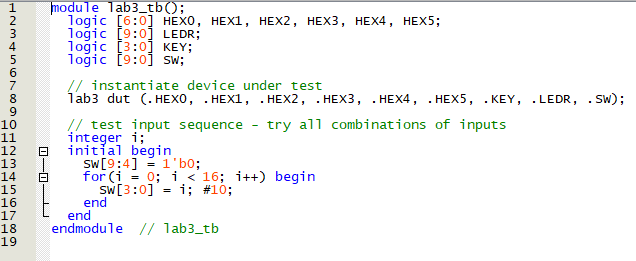 1 module lab3_tb();
2   logic [6:0] HEX0, HEX1, HEX2, HEX3, HEX4, HEX5;
3   logic [9:0] LEDR;
4   logic [3:0] KEY;
5   logic [9:0] SW;
6
7   // instantiate device under test
8   lab3 dut (.HEX0, .HEX1, .HEX2, .HEX3, .HEX4, .HEX5, .KEY, .LEDR, .SW);
9
10   // test input sequence - try all combinations of inputs
11   integer i;
12   initial begin
13     SW[9:4] = 1'b0;
14     for(i = 0; i < 16; i++) begin
15       SW[3:0] = i; #10;
16     end
17   end
18 endmodule  // lab3_tb
19